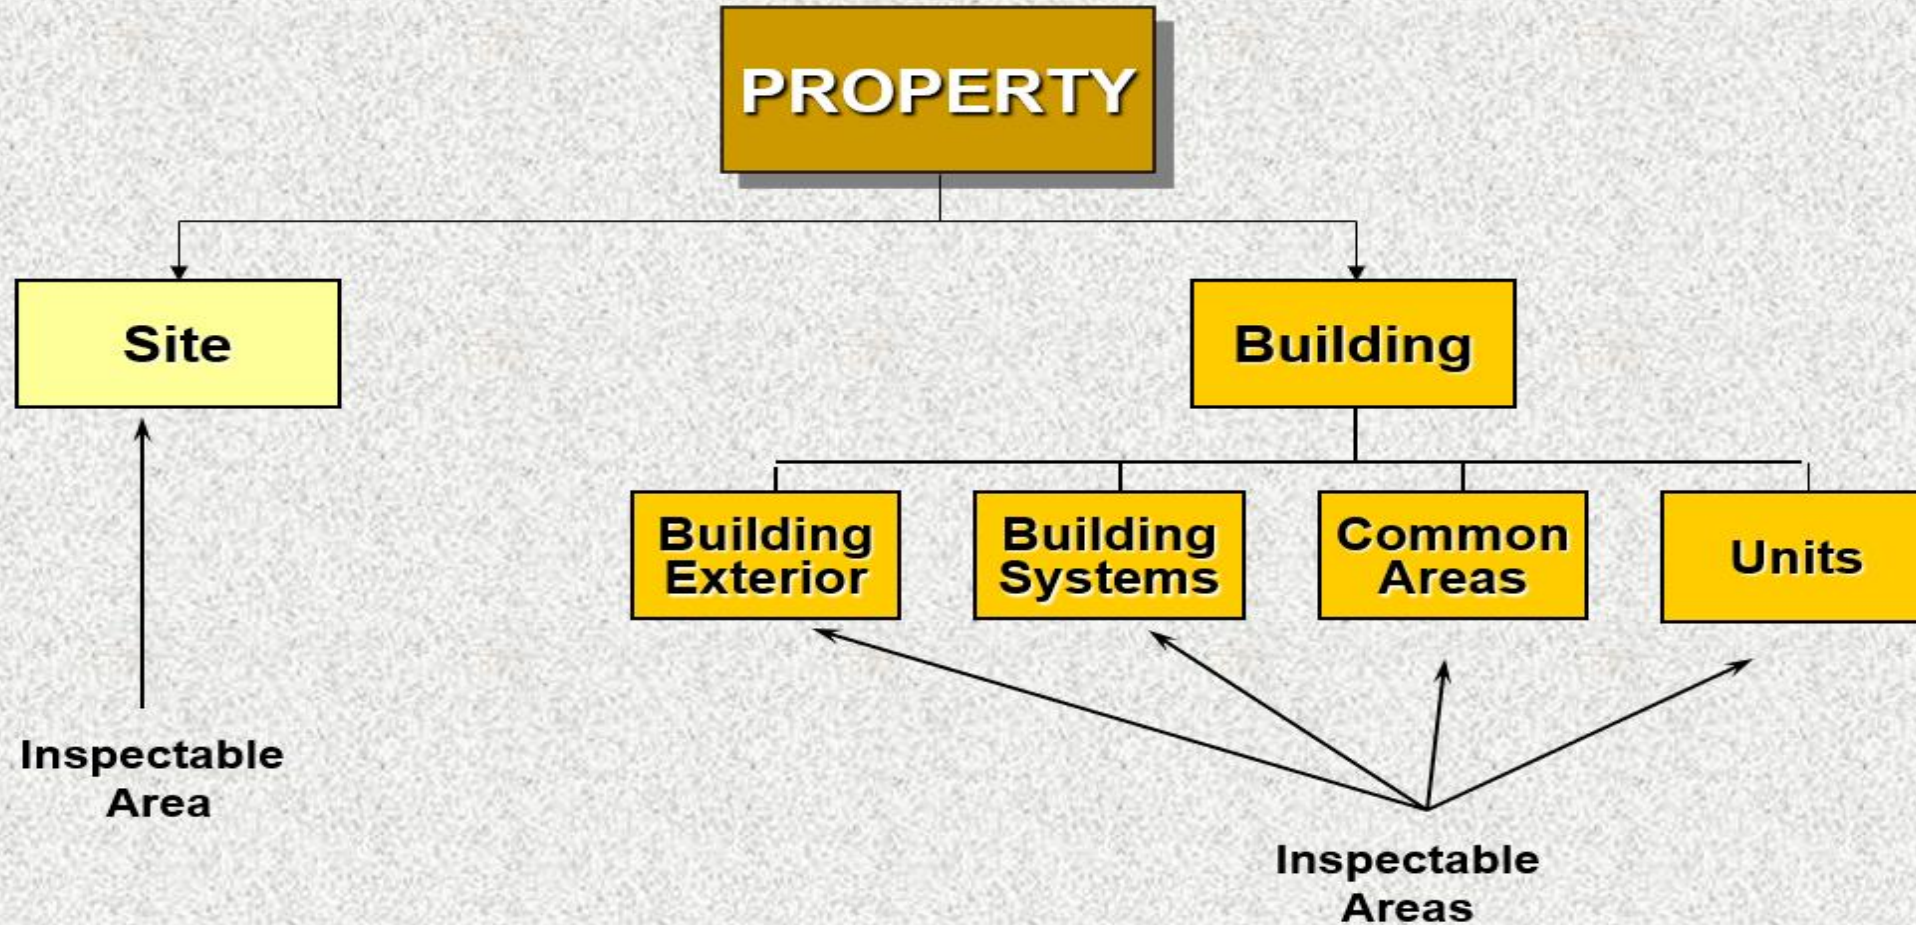 PROPERTY
Site
Building
Building
Exterior
Building
Systems
Common
Areas
Units
Inspectable
Area
Inspectable
Areas